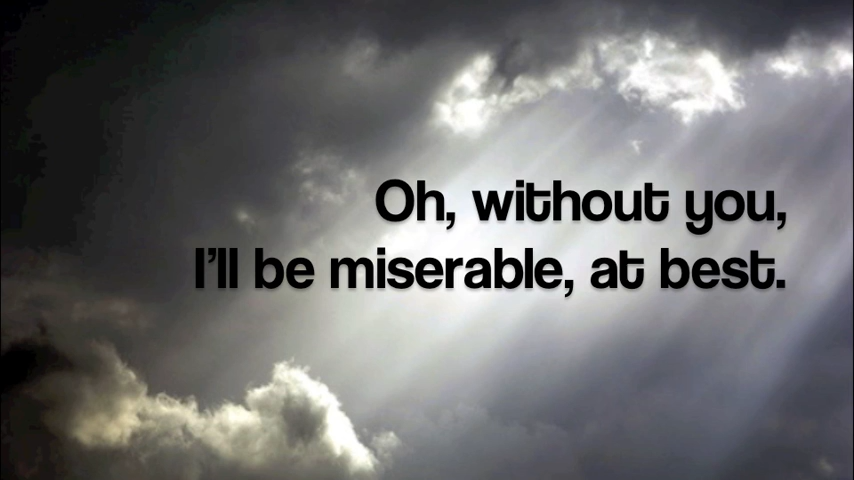 Oh, without you,
I'll be miserable, at best.